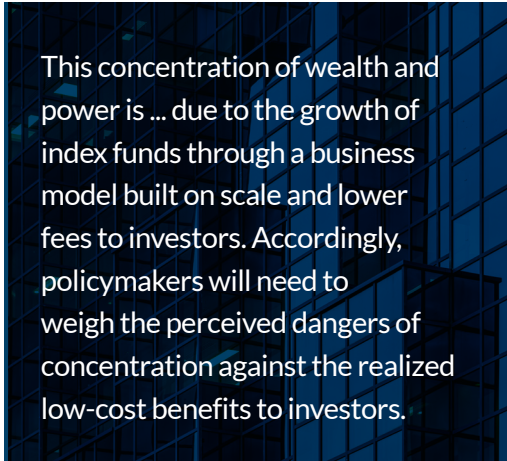 This concentration of wealth and
power is ... due to the growth of
index funds through a business
model built on scale and lower
fees to investors. Accordingly,
policymakers will need to
weigh the perceived dangers of
concentration against the realized
low-cost benefits to investors.